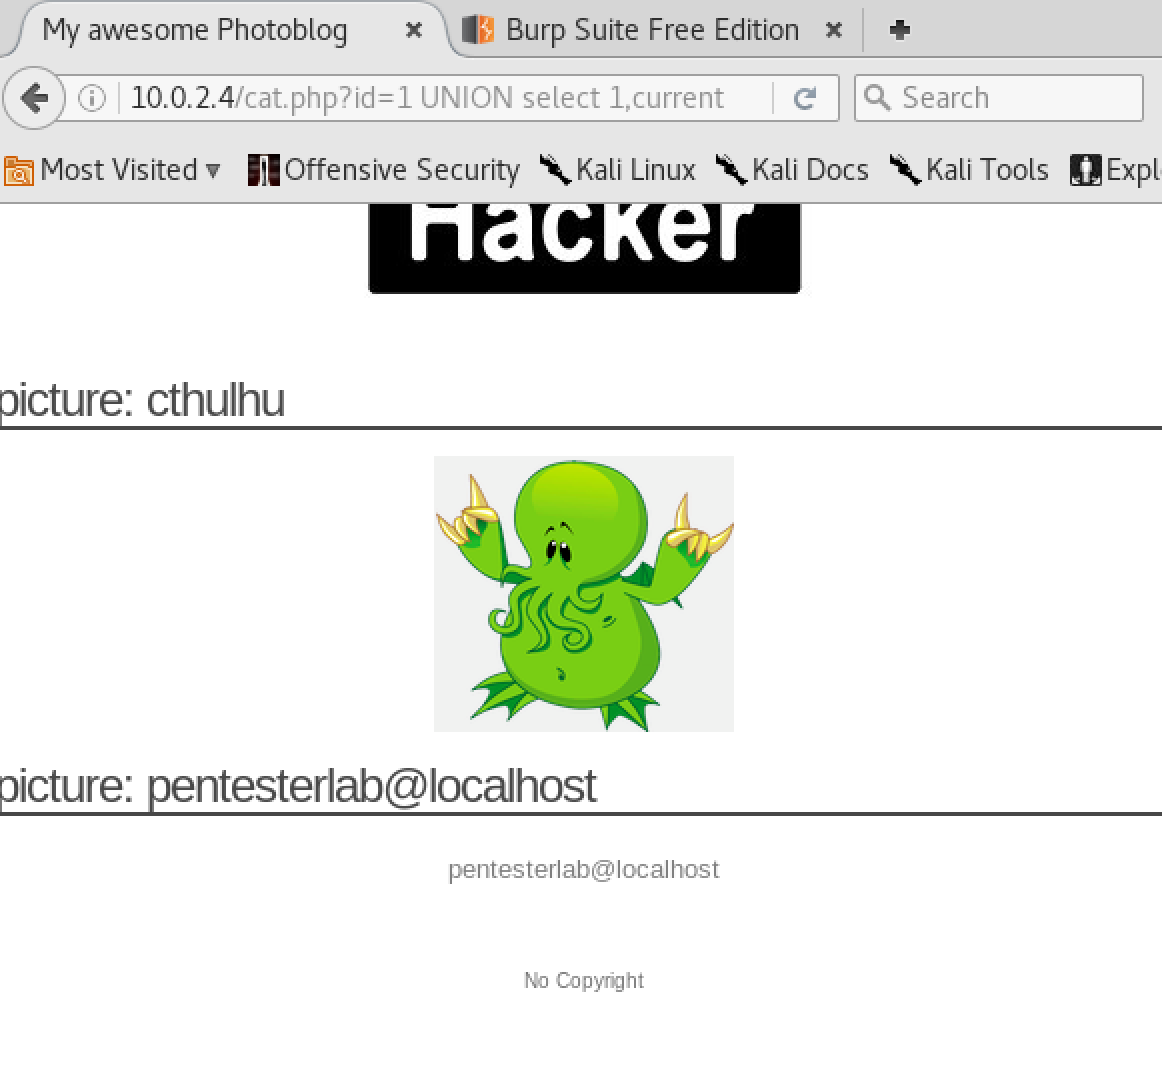 My awesome Photoblog
Burp Suite Free Edition
10.0.2.4/cat.php?id=1 UNION select 1,current
Search
Most Visited Offensive Security Kali Linux Kali Docs Kali Tools Expl
Hacker
picture: cthulhu
picture: pentesterlab@localhost
pentesterlab@localhost
No Copyright